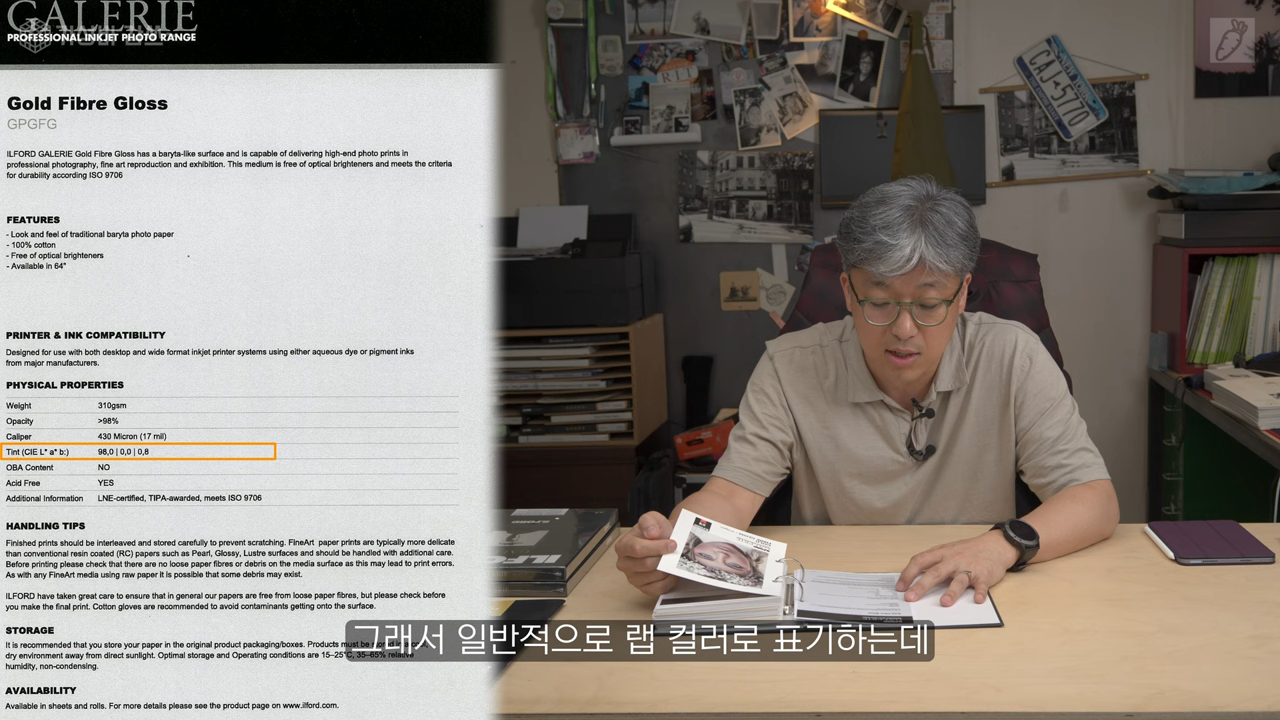 GALERIE
PROFESSIONAL INKJET PHOTO RANGE
Gold Fibre Gloss
GPGFG
ILFORD GALERIE Gold Fibre Gloss has a baryta-like surface and is capable of delivering high-end photo prints in
professional photography, fine art reproduction and exhibition. This medium is free of optical brighteners and meets the criteria
for durability according ISO 9706
FEATURES
- Look and feel of traditional baryta photo paper
- 100% cotton
- Free of optical brighteners
- Available in 64"
PRINTER & INK COMPATIBILITY
Designed for use with both desktop and wide format inkjet printer systems using either aqueous dye or pigment inks
from major manufacturers.
PHYSICAL PROPERTIES
Weight 310gsm
Opacity >98%
Caliper 430 Micron (17 mil)
Tint (CIE L* a* b:) 98,0 | 0,0 | 0,8
OBA Content NO
Acid Free YES
Additional Information LNE-certified, TIPA-awarded, meets ISO 9706
HANDLING TIPS
Finished prints should be interleaved and stored carefully to prevent scratching. FineArt paper prints are typically more delicate
than conventional resin coated (RC) papers such as Pearl, Glossy, Lustre surfaces and should be handled with additional care.
Before printing please check that there are no loose paper fibres or debris on the media surface as this may lead to print errors.
As with any FineArt media using raw paper it is possible that some debris may exist.
ILFORD have taken great care to ensure that in general our papers are free from loose paper fibres, but please check before
you make the final print. Cotton gloves are recommended to avoid contaminants getting onto the surface.
STORAGE
It is recommended that you store your paper in the original product packaging/boxes. Products must be
dry environment away from direct sunlight. Optimal storage and Operating conditions are 15–25°C, 35–65% relative
humidity, non-condensing.
AVAILABILITY
Available in sheets and rolls. For more details please see the product page on www.ilford.com.
NEW YORK
CAJ-5770
그래서 일반적으로 랩 컬러로 표기하는데